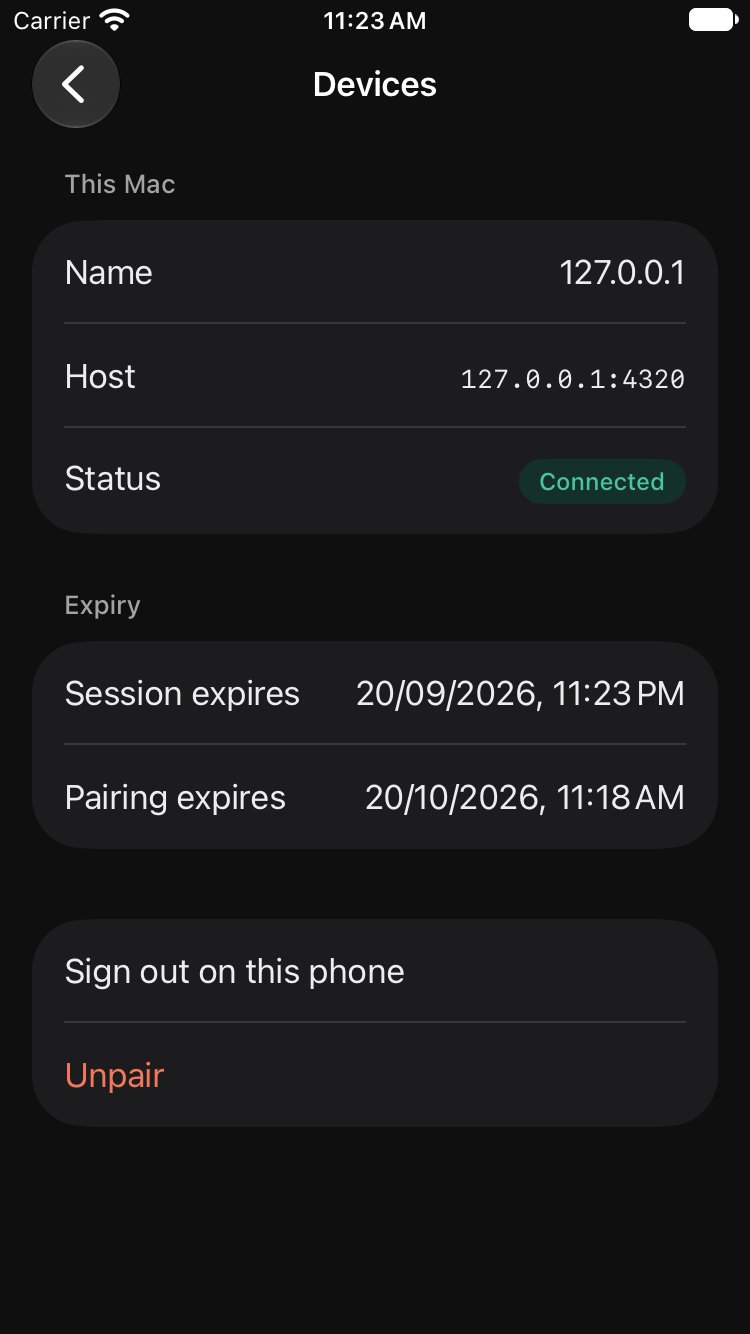 Carrier 11:23 AM
Devices
This Mac
Name 127.0.0.1
Host 127.0.0.1:4320
Status Connected
Expiry
Session expires 20/09/2026, 11:23 PM
Pairing expires 20/10/2026, 11:18 AM
Sign out on this phone
Unpair